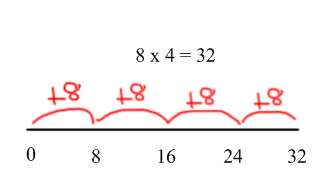 8 x 4 = 32
8+ 8+ 8+ 8+
0 8 16 24 32